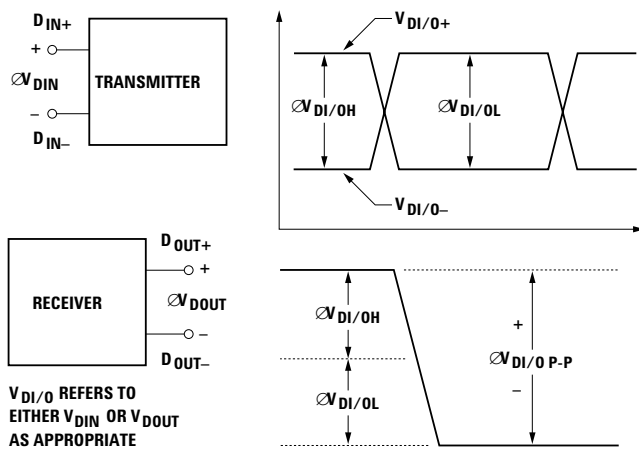 D IN+
+
∅V DIN
TRANSMITTER
–
D IN–
V DI/O+
∅V DI/OH
∅V DI/OL
V DI/O–
D OUT+
+
RECEIVER
∅V DOUT
–
D OUT–
V DI/O REFERS TO
EITHER V DIN OR V DOUT
AS APPROPRIATE
∅V DI/OH
+
∅V DI/O P-P
–
∅V DI/OL